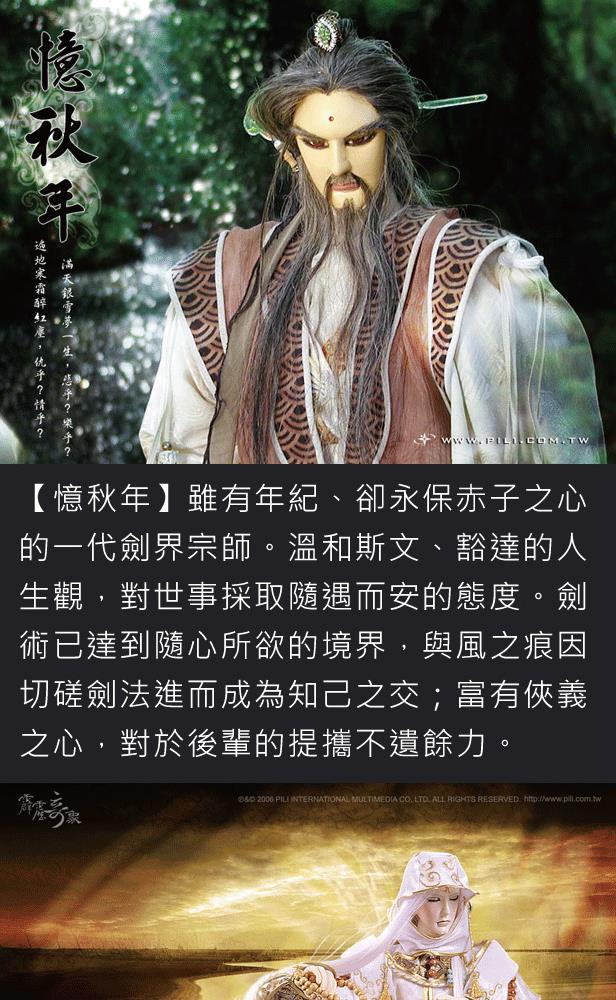 憶秋年
滿天銀雪夢一生，悲乎？樂乎？
遍地寒霜醉紅塵，仇乎？情乎？
WWW.PILI.COM.TW
【憶秋年】雖有年紀、卻永保赤子之心
的一代劍界宗師。溫和斯文、豁達的人
生觀，對世事採取隨遇而安的態度。劍
術已達到隨心所欲的境界，與風之痕因
切磋劍法進而成為知己之交；富有俠義
之心，對於後輩的提攜不遺餘力。
霹靂奇象
®&© 2006 PILI INTERNATIONAL MULTIMEDIA CO, LTD. ALL RIGHTS RESERVED. http://www.pili.com.tw